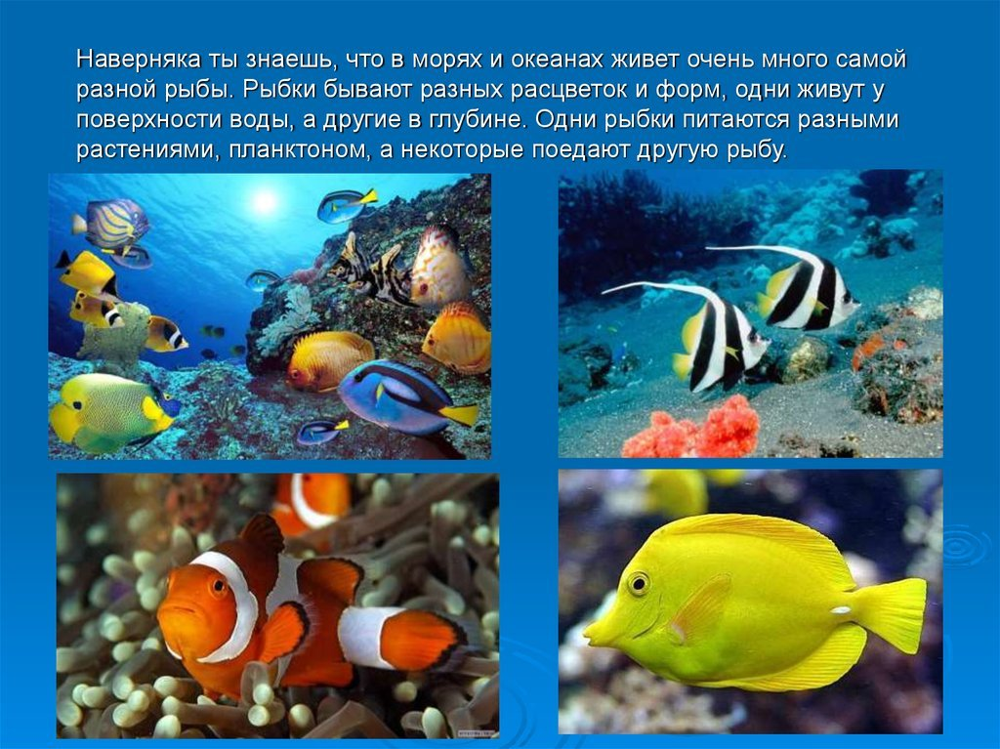 Наверняка ты знаешь, что в морях и океанах живет очень много самой
разной рыбы. Рыбки бывают разных расцветок и форм, одни живут у
поверхности воды, а другие в глубине. Одни рыбки питаются разными
растениями, планктоном, а некоторые поедают другую рыбу.